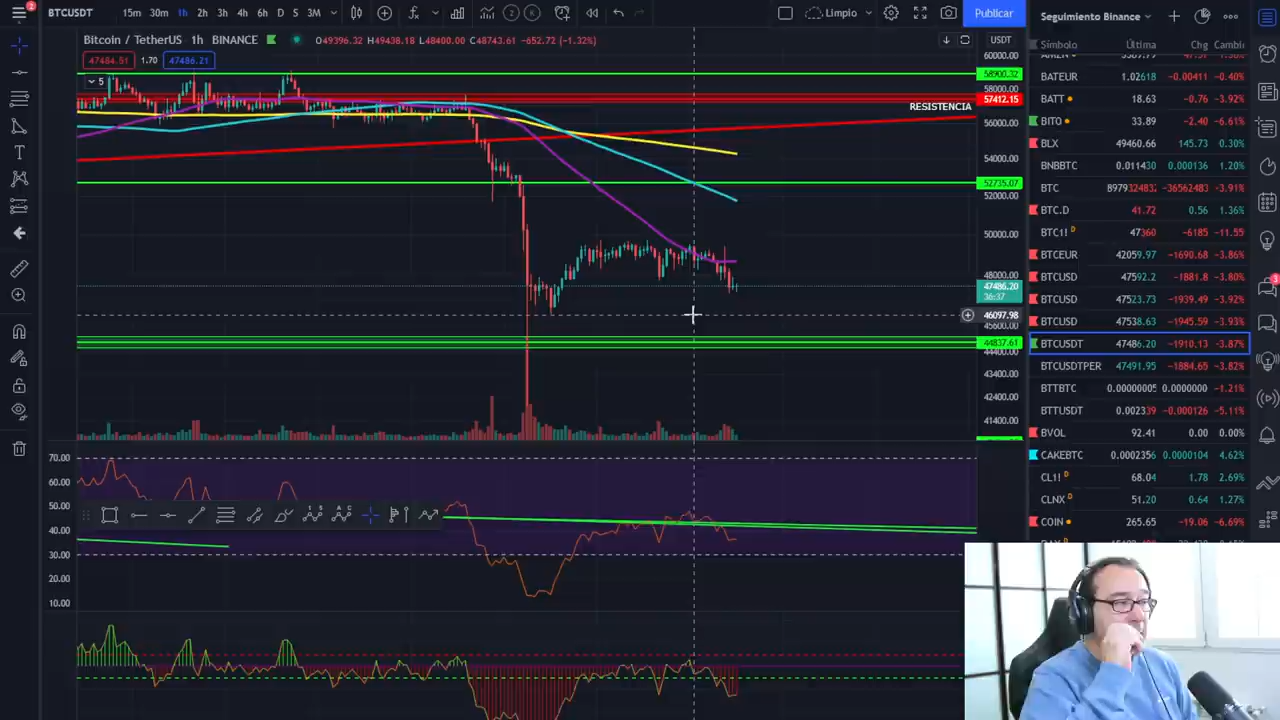 2
BTCUSDT 15m 30m 1h 2h 3h 4h 6h D S 3M 2 K Limpio Publicar Seguimiento Binance
Bitcoin / TetherUS 1h BINANCE O49396.32 H49438.18 L48400.00 C48743.61 -652.72 (-1.32%) USDT
47484.51 1.70 47486.21
5
60000.00
58900.32
58000.00
57412.15
RESISTENCIA
56000.00
54000.00
52735.07
52000.00
50000.00
48000.00
47486.20
36:37
46097.98
45600.00
44837.61
44400.00
43400.00
42400.00
41400.00
70.00
60.00
50.00
40.00
30.00
20.00
10.00
Símbolo Última Chg Cambio
BATEUR 1.02618 -0.00411 -0.40%
BATT 18.63 -0.76 -3.92%
BITO 33.89 -2.40 -6.61%
BLX 49460.66 145.73 0.30%
BNBBTC 0.011430 0.000136 1.20%
BTC 8979324832 -36562483 -3.91%
BTC.D 41.72 0.56 1.36%
BTC1! D 47360 -6185 -11.55
BTCEUR 42059.97 -1690.68 -3.86%
BTCUSD 47592.2 -1881.8 -3.80%
BTCUSD 47523.73 -1939.49 -3.92%
BTCUSD 47538.63 -1945.59 -3.93%
BTCUSDT 47486.20 -1910.13 -3.87%
BTCUSDTPER 47491.95 -1884.65 -3.82%
BTTBTC 0.00000005 0.0000000 -1.21%
BTTUSDT 0.002339 -0.000126 -5.11%
BVOL 92.41 0.00 0.00%
CAKEBTC 0.0002356 0.0000104 4.62%
CL1! D 68.04 1.78 2.69%
CLNX 51.20 0.64 1.27%
COIN 265.65 -19.06 -6.69%
3